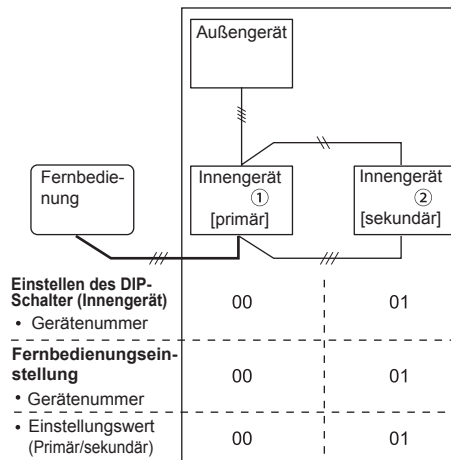 Außengerät
Fernbedie-
nung
Innengerät
①
[primär]
Innengerät
②
[sekundär]
Einstellen des DIP-
Schalter (Innengerät)
• Gerätenummer
00
01
Fernbedienungsein-
stellung
• Gerätenummer
00
01
• Einstellungswert
(Primär/sekundär)
00
01